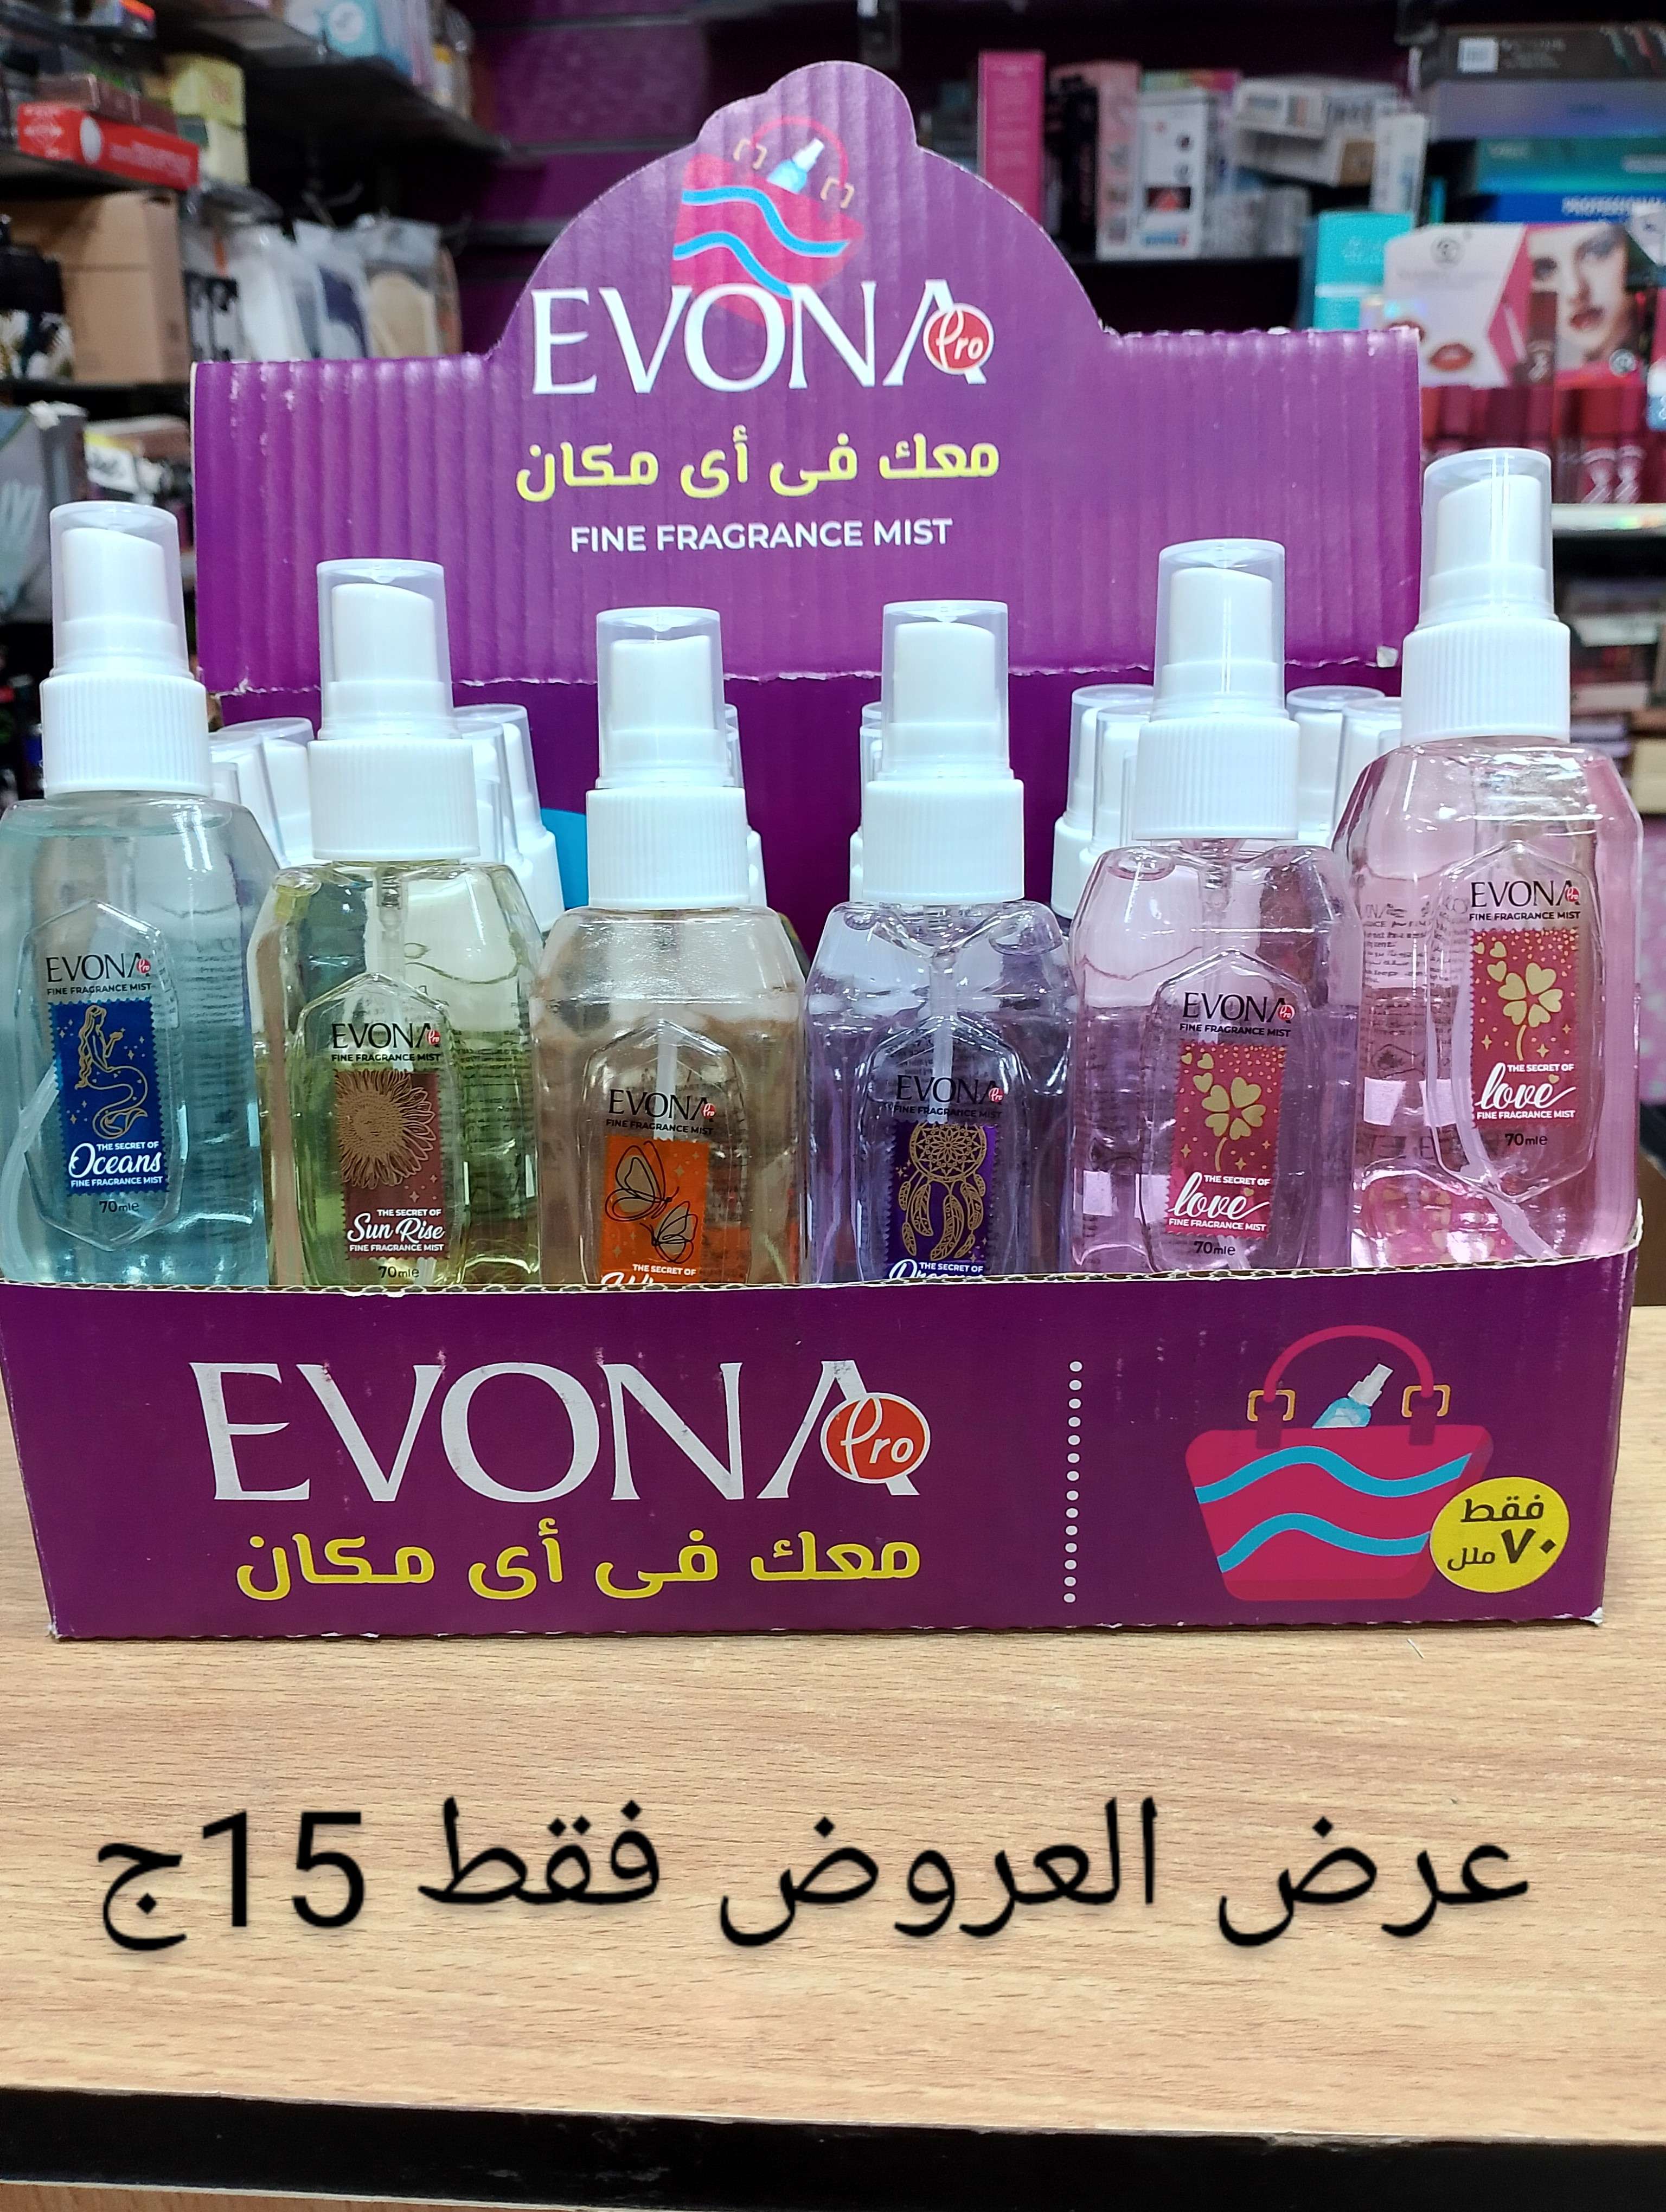 EVONA Pro
معك فى أى مكان
FINE FRAGRANCE MIST
EVONA Pro
FINE FRAGRANCE MIST
THE SECRET OF
Oceans
FINE FRAGRANCE MIST
70mle
EVONA Pro
FINE FRAGRANCE MIST
THE SECRET OF
Sun Rise
FINE FRAGRANCE MIST
70mle
EVONA Pro
FINE FRAGRANCE MIST
THE SECRET OF
EVONA Pro
FINE FRAGRANCE MIST
THE SECRET OF
EVONA Pro
FINE FRAGRANCE MIST
THE SECRET OF
love
FINE FRAGRANCE MIST
70mle
EVONA Pro
FINE FRAGRANCE MIST
THE SECRET OF
love
FINE FRAGRANCE MIST
70mle
EVONA Pro
معك فى أى مكان
فقط
٧٠ ملل
عرض العروض فقط 15ج